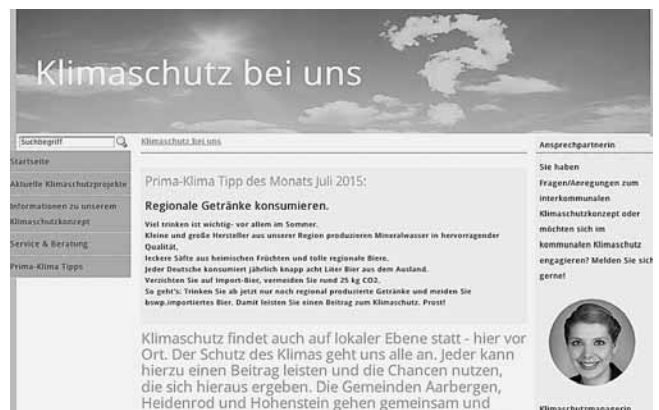 Klimaschutz bei uns
Suchbegriff
Startseite
Aktuelle Klimaschutzprojekte
Informationen zu unserem
Klimaschutzkonzept
Service & Beratung
Prima-Klima Tipps
Klimaschutz bei uns
Prima-Klima Tipp des Monats Juli 2015:
Regionale Getränke konsumieren.
Viel trinken ist wichtig- vor allem im Sommer.
Kleine und große Hersteller aus unserer Region produzieren Mineralwasser in hervorragender
Qualität,
leckere Säfte aus heimischen Früchten und tolle regionale Biere.
Jeder Deutsche konsumiert jährlich knapp acht Liter Bier aus dem Ausland.
Verzichten Sie auf Import-Bier, vermeiden Sie rund 25 kg CO2.
So geht's: Trinken Sie ab jetzt nur noch regional produzierte Getränke und meiden Sie
bswp.importiertes Bier. Damit leisten Sie einen Beitrag zum Klimaschutz. Prost!
Klimaschutz findet auch auf lokaler Ebene statt - hier vor
Ort. Der Schutz des Klimas geht uns alle an. Jeder kann
hierzu einen Beitrag leisten und die Chancen nutzen,
die sich hieraus ergeben. Die Gemeinden Aarbergen,
Heidenrod und Hohenstein gehen gemeinsam und
Ansprechpartnerin
Sie haben
Fragen/Anregungen zum
interkommunalen
Klimaschutzkonzept oder
möchten sich im
kommunalen Klimaschutz
engagieren? Melden Sie sich
gerne!
Klimaschutzmanagerin